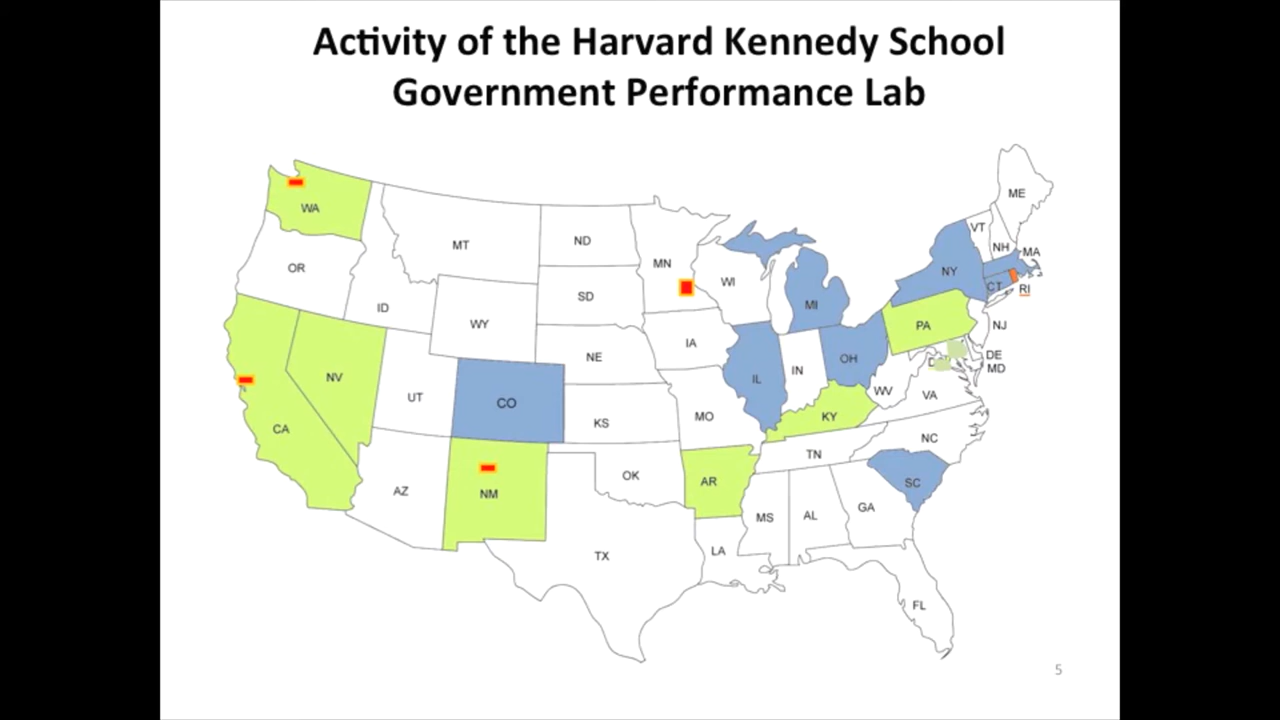 Activity of the Harvard Kennedy School
Government Performance Lab
ME
WA
VT
MT
ND
NH
MA
MN
OR
NY
WI
CT
RI
SD
ID
MI
WY
PA
NJ
IA
NE
OH
DE
MD
NV
IN
IL
WV
UT
VA
CO
KY
MO
KS
CA
NC
TN
OK
AR
SC
AZ
NM
GA
MS
AL
LA
TX
FL
5